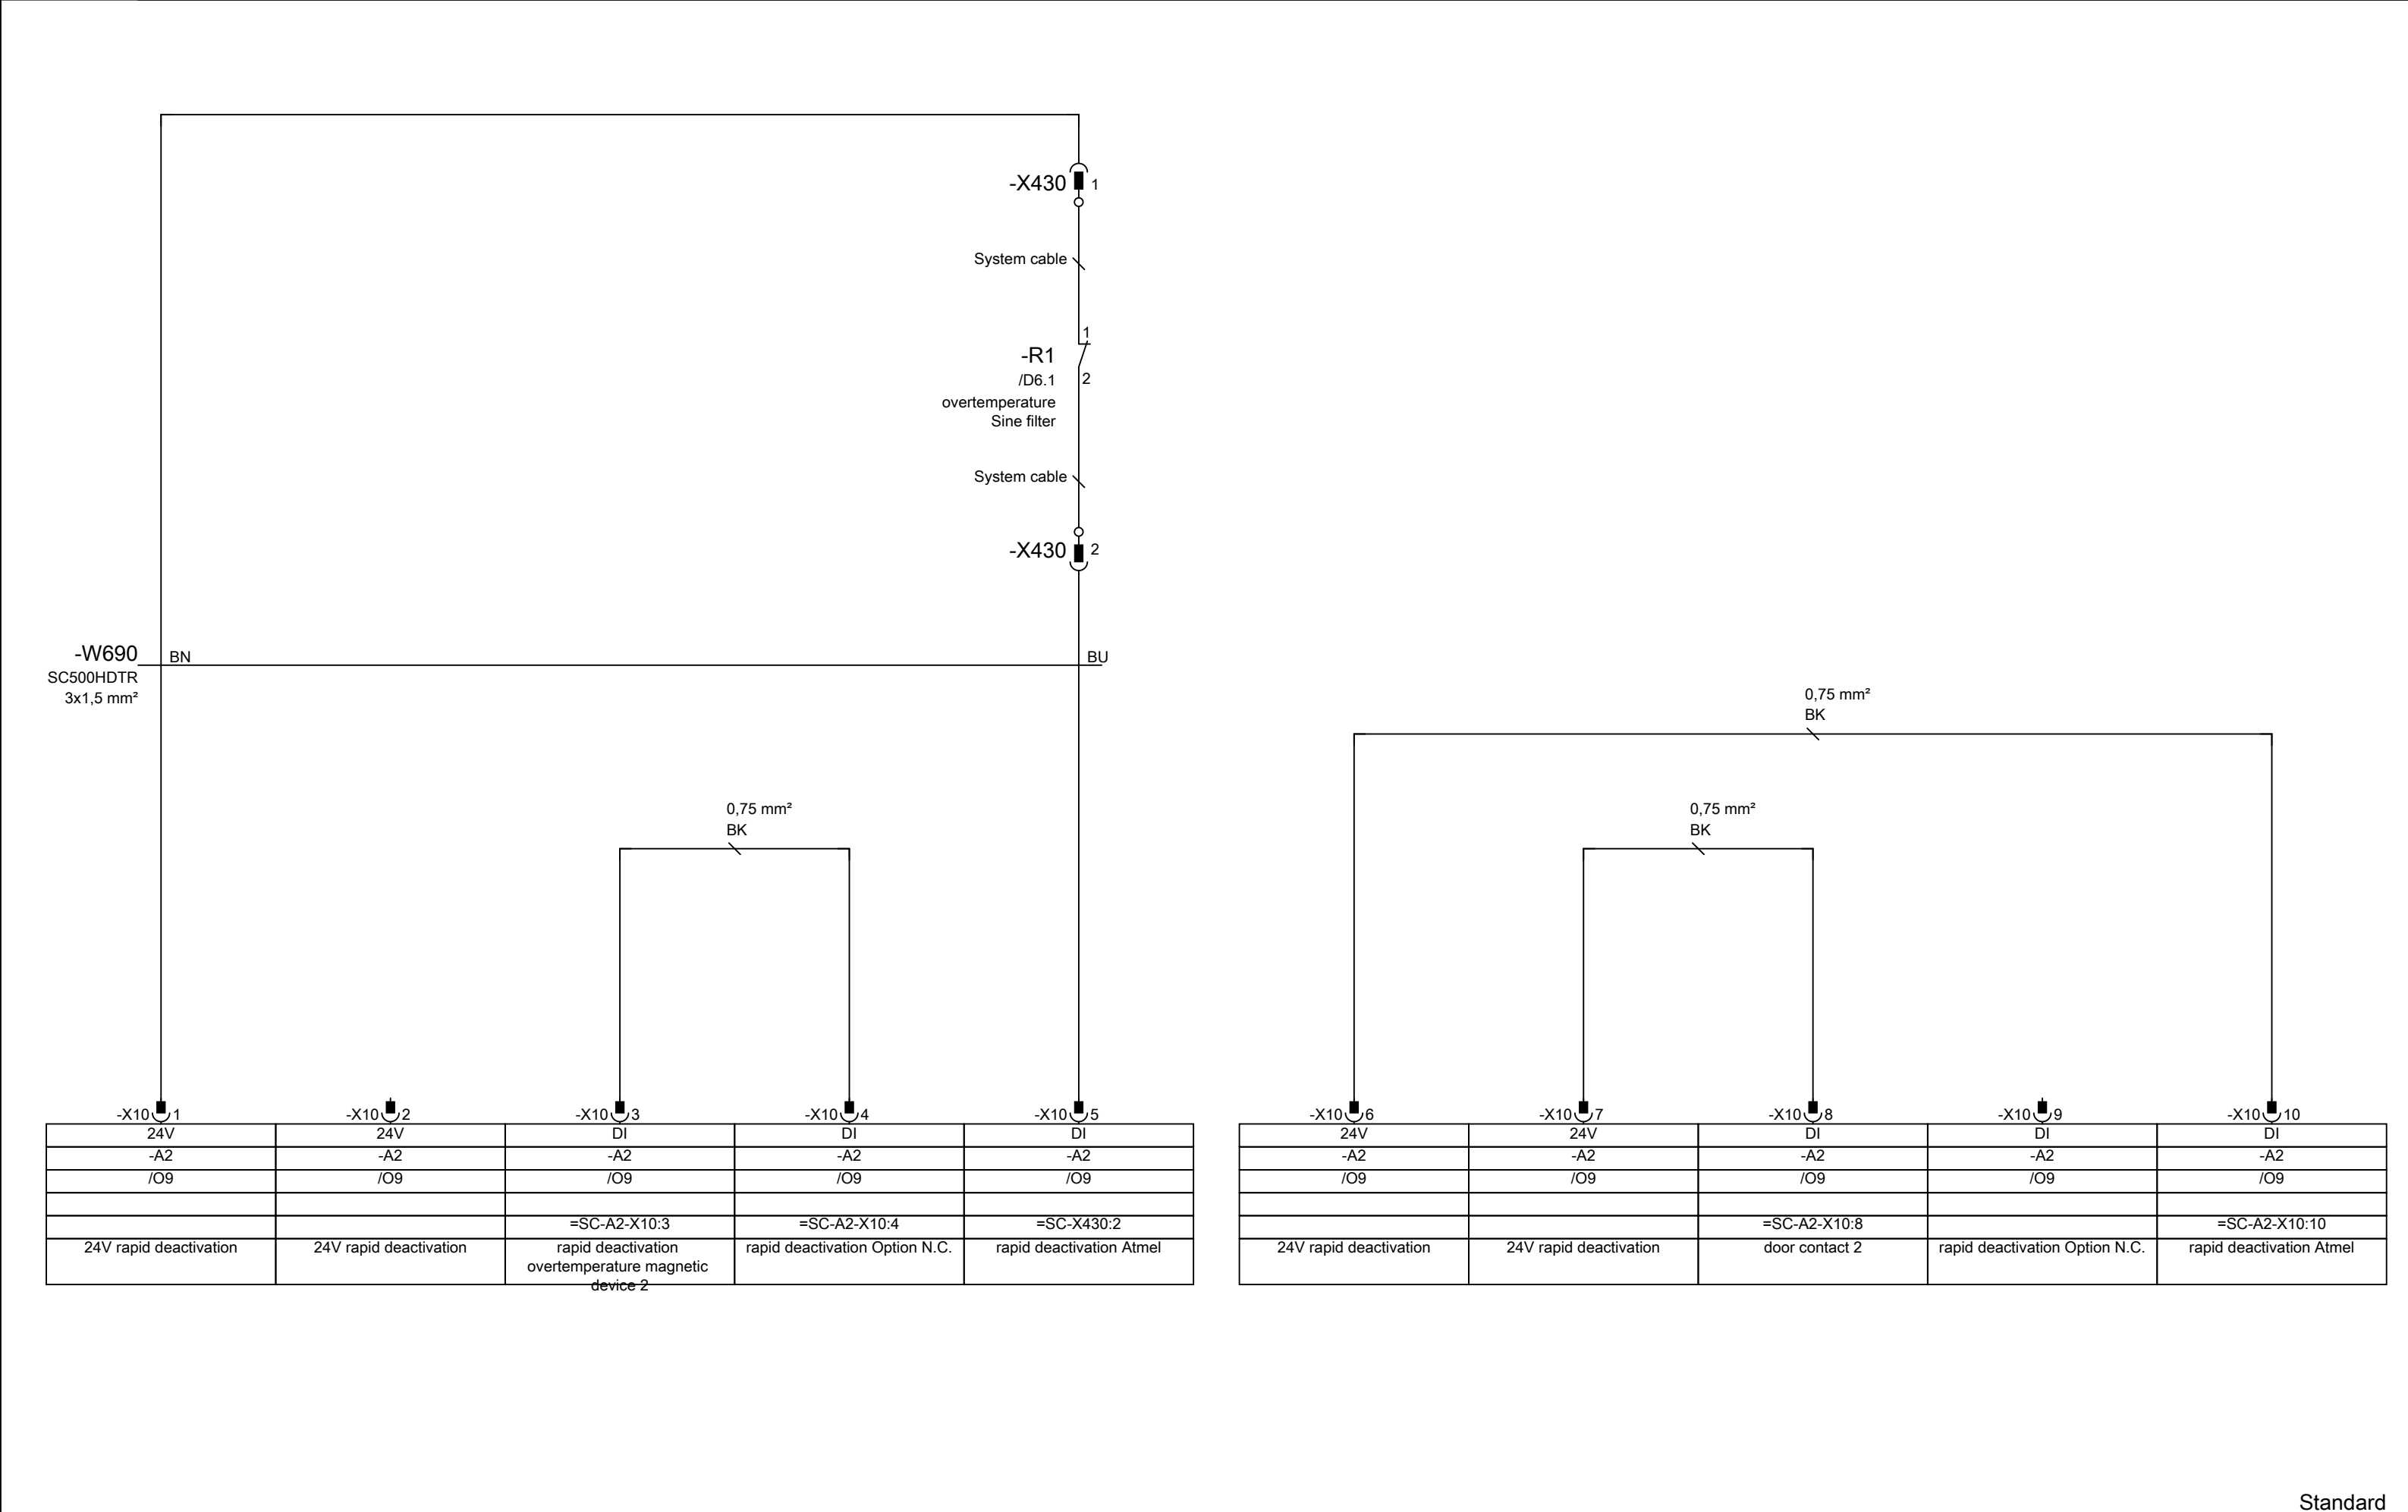 -X430 1
System cable
1
-R1
/D6.1
2
overtemperature
Sine filter
System cable
-X430 2
-W690 BN BU
SC500HDTR
3x1,5 mm²
0,75 mm²
BK
0,75 mm²
BK
0,75 mm²
BK
-X10 1 -X10 2 -X10 3 -X10 4 -X10 5 -X10 6 -X10 7 -X10 8 -X10 9 -X10 10
24V 24V DI DI DI 24V 24V DI DI DI
-A2 -A2 -A2 -A2 -A2 -A2 -A2 -A2 -A2 -A2
/O9 /O9 /O9 /O9 /O9 /O9 /O9 /O9 /O9 /O9
=SC-A2-X10:3 =SC-A2-X10:4 =SC-X430:2 =SC-A2-X10:8 =SC-A2-X10:10
24V rapid deactivation 24V rapid deactivation rapid deactivation rapid deactivation Option N.C. rapid deactivation Atmel 24V rapid deactivation 24V rapid deactivation door contact 2 rapid deactivation Option N.C. rapid deactivation Atmel
overtemperature magnetic
device 2
Standard